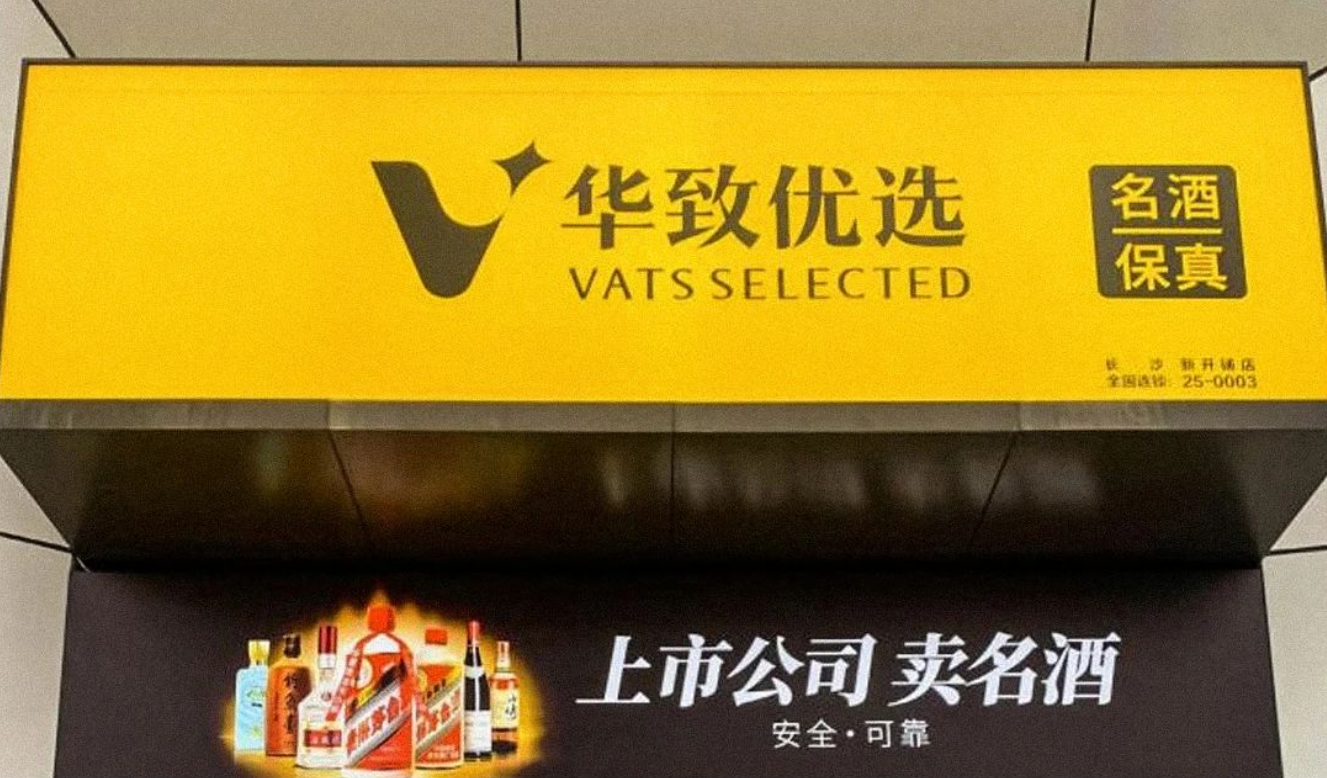 华致优选
VATS SELECTED
名酒
保真
长 沙 新开铺店
全国连锁: 25-0003
上市公司 卖名酒
安全·可靠